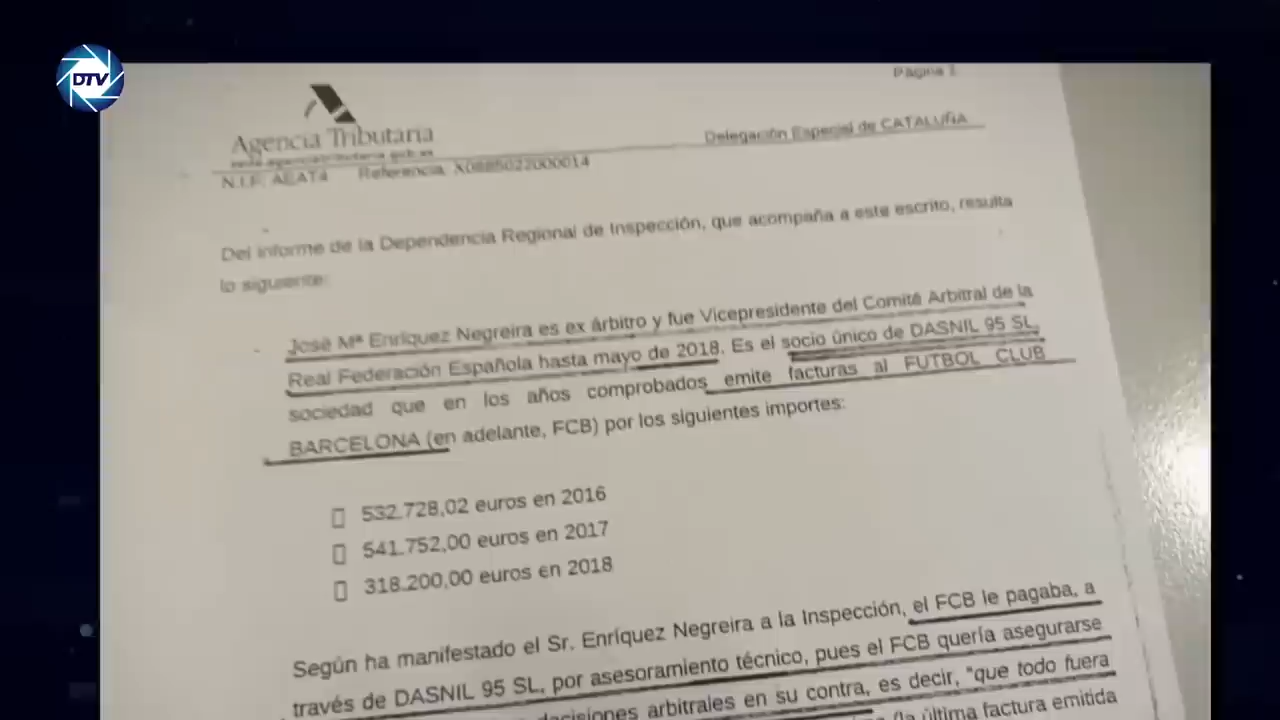 DTV
Página 1
Agencia Tributaria
Delegación Especial de CATALUÑA
N.I.F. AEAT4 Referencia X0885022000014
Del informe de la Dependencia Regional de Inspección, que acompaña a este escrito, resulta
lo siguiente:
José Mª Enríquez Negreira es ex árbitro y fue Vicepresidente del Comité Arbitral de la
Real Federación Española hasta mayo de 2018. Es el socio único de DASNIL 95 SL,
sociedad que en los años comprobados emite facturas al FUTBOL CLUB
BARCELONA (en adelante, FCB) por los siguientes importes:
532.728,02 euros en 2016
541.752,00 euros en 2017
318.200,00 euros en 2018
Según ha manifestado el Sr. Enríquez Negreira a la Inspección, el FCB le pagaba, a
través de DASNIL 95 SL, por asesoramiento técnico, pues el FCB quería asegurarse
decisiones arbitrales en su contra, es decir, "que todo fuera
(la última factura emitida